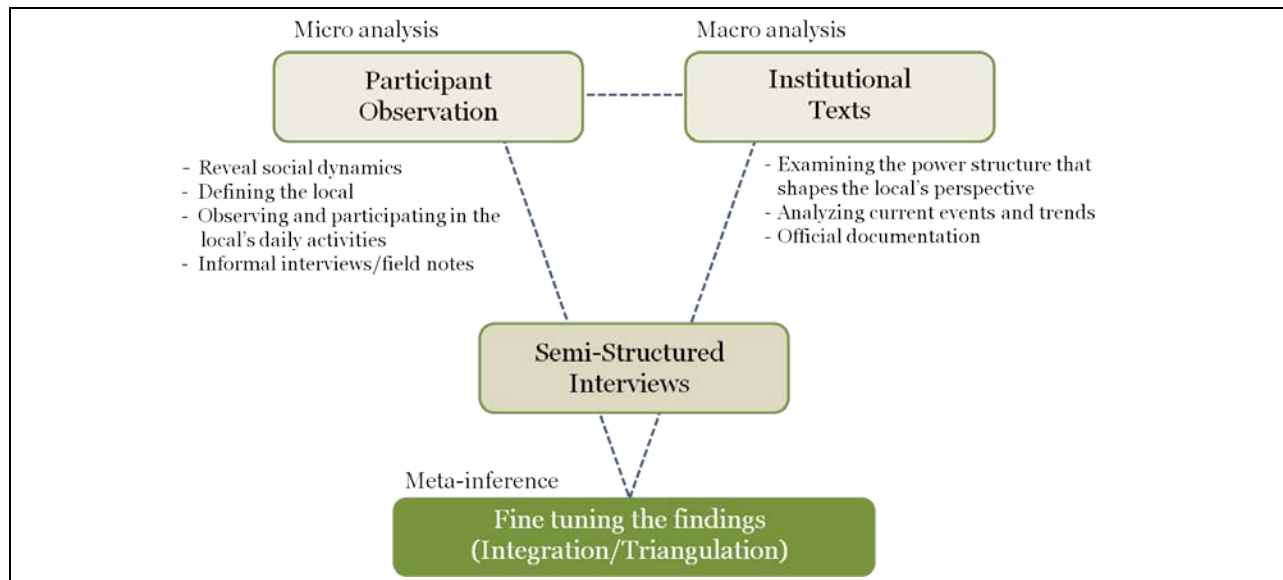 Micro analysis
Participant
Observation
- Reveal social dynamics
- Defining the local
- Observing and participating in the
local's daily activities
- Informal interviews/field notes
Macro analysis
Institutional
Texts
- Examining the power structure that
shapes the local's perspective
- Analyzing current events and trends
- Official documentation
Semi-Structured
Interviews
Meta-inference
Fine tuning the findings
(Integration/Triangulation)